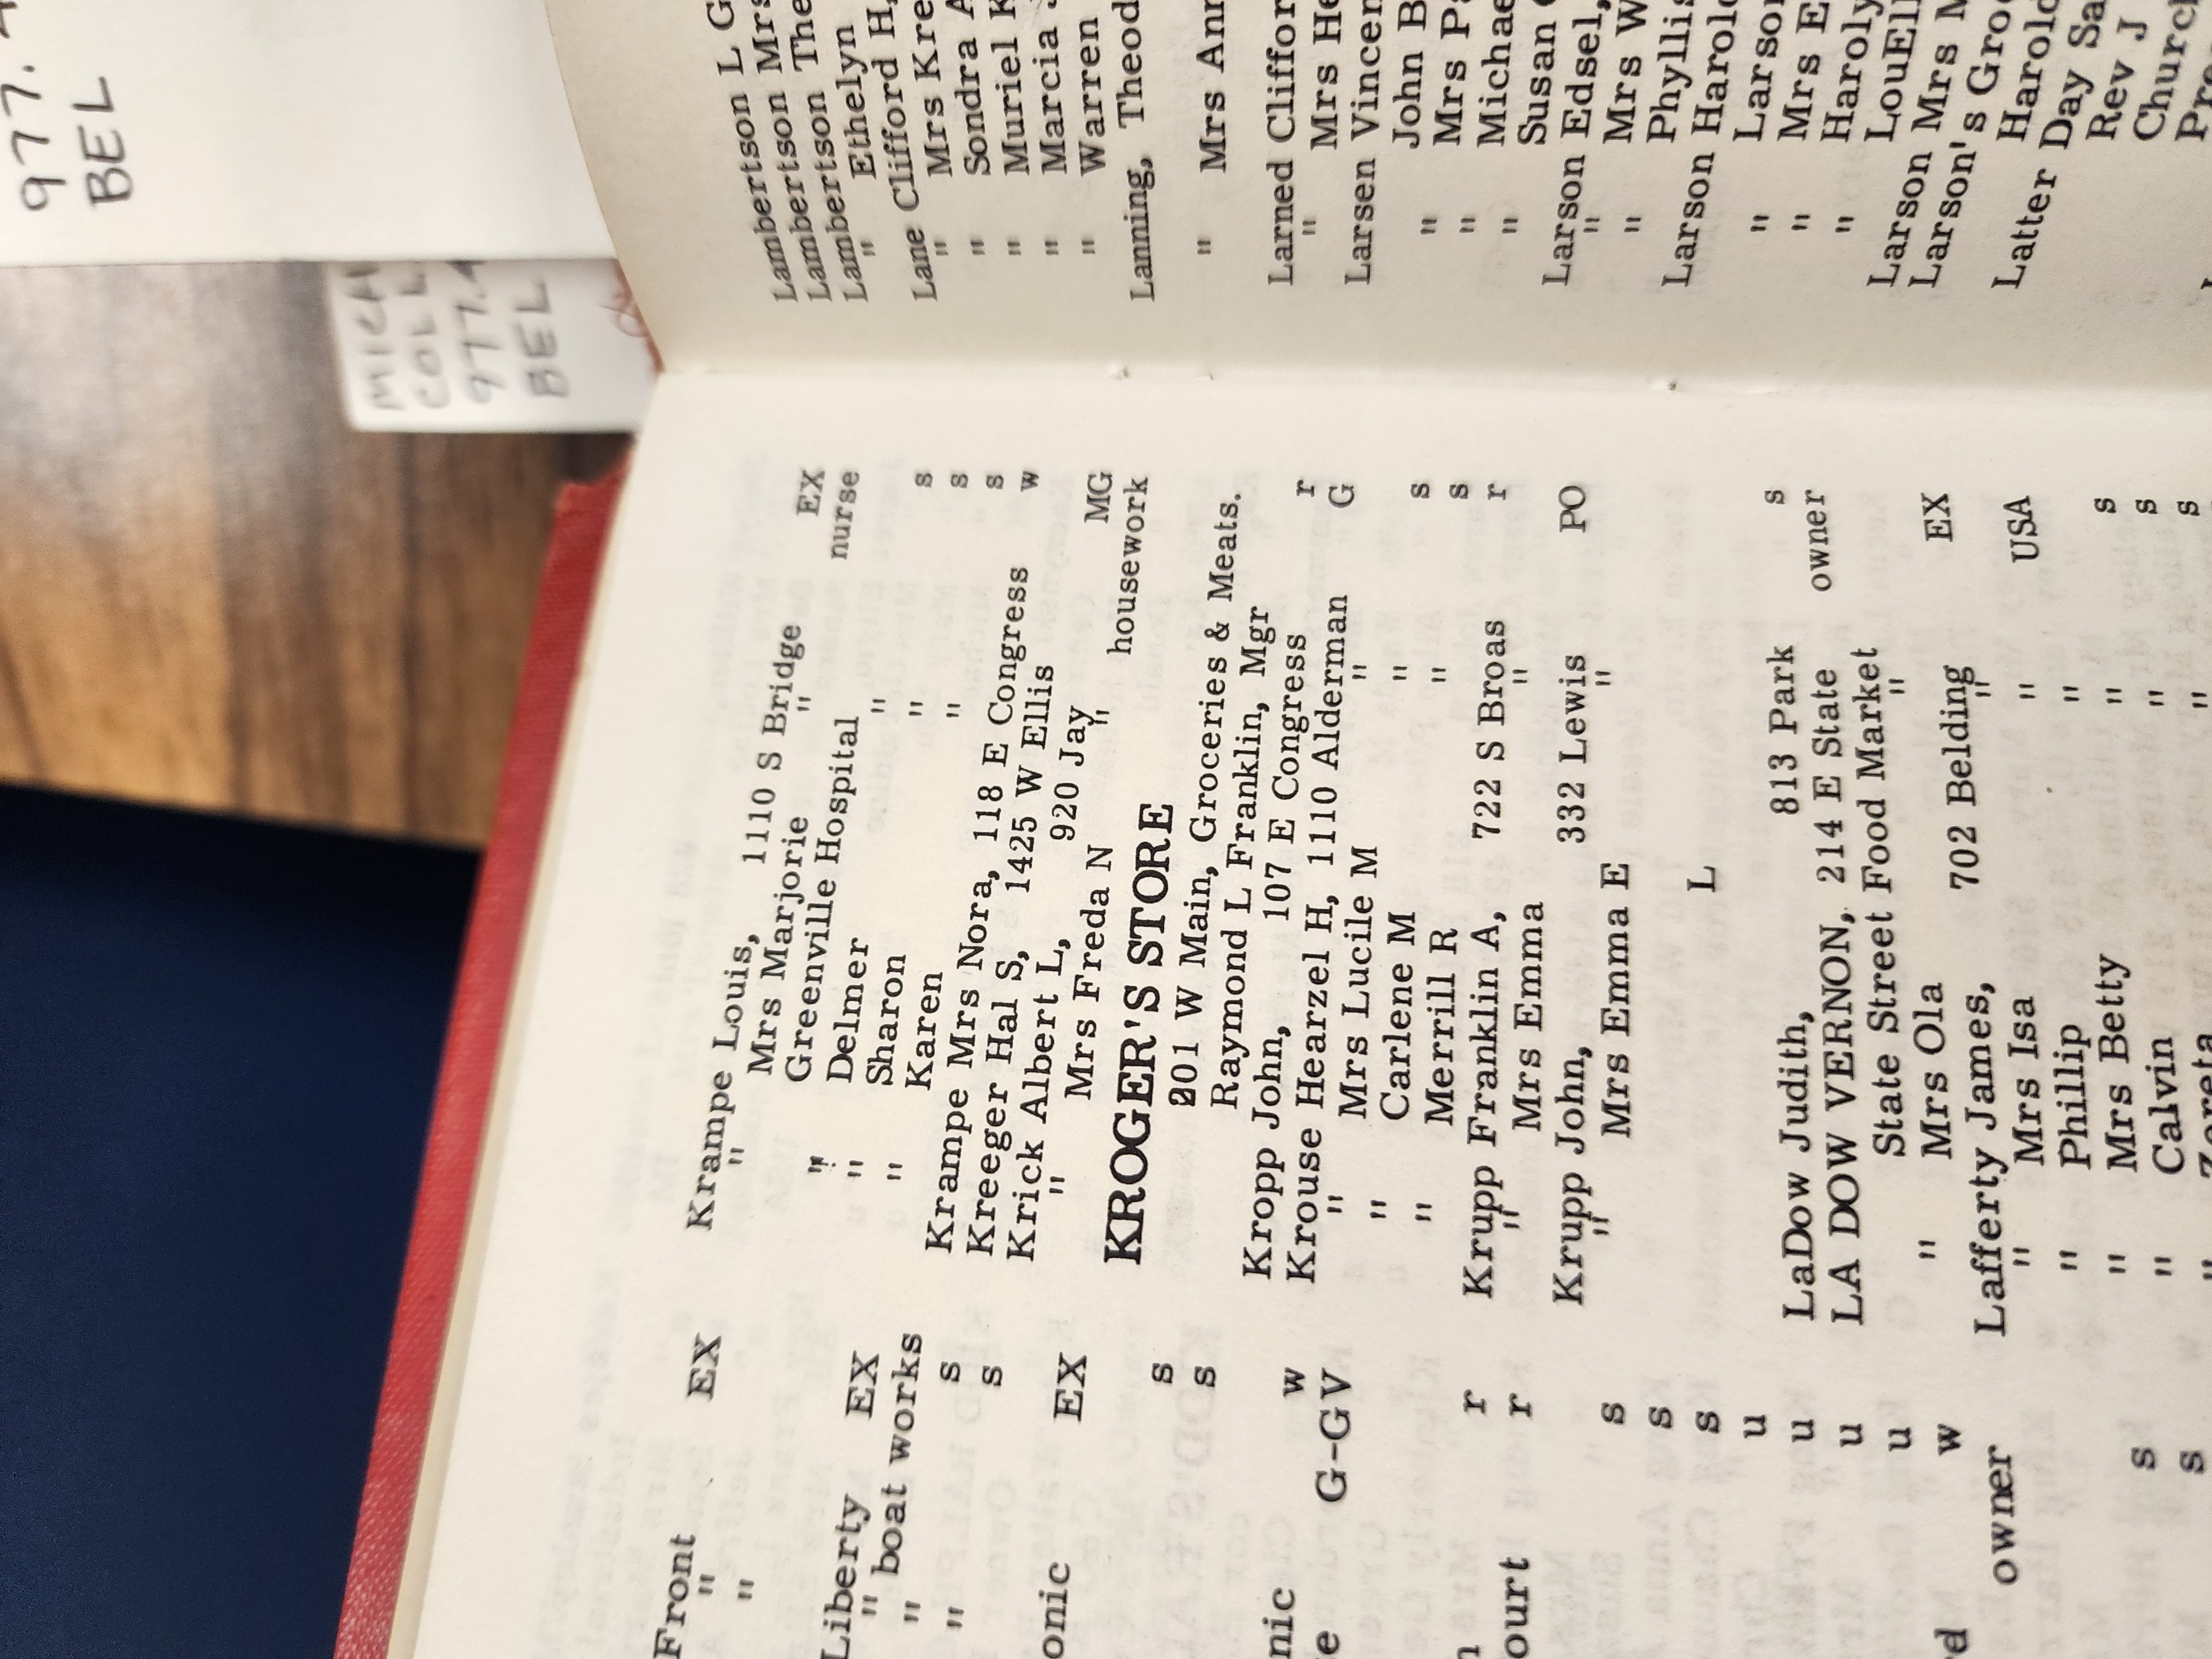 977.
BEL
MICH
COLL
977.4
BEL
Front EX
"
"
Liberty EX
" boat works
" s
" s
onic EX
s
s
nic w
e G-GV
r
ourt r
s
s
s
u
u
u
u
d w
owner
s
s
Krampe Louis, 1110 S Bridge EX
" Mrs Marjorie " nurse
Greenville Hospital
" Delmer " s
" Sharon " s
" Karen " s
Krampe Mrs Nora, 118 E Congress w
Kreeger Hal S, 1425 W Ellis
Krick Albert L, 920 Jay MG
" Mrs Freda N " housework
KROGER'S STORE
201 W Main, Groceries & Meats.
Raymond L Franklin, Mgr
Kropp John, 107 E Congress r
Krouse Hearzel H, 1110 Alderman G
" Mrs Lucile M "
" Carlene M " s
" Merrill R " s
Krupp Franklin A, 722 S Broas r
" Mrs Emma "
Krupp John, 332 Lewis PO
" Mrs Emma E "
L
LaDow Judith, 813 Park s
LA DOW VERNON, 214 E State owner
State Street Food Market
" Mrs Ola "
Lafferty James, 702 Belding EX
" Mrs Isa "
" Phillip " USA
" Mrs Betty "
" Calvin " s
" Zereta " s
" s
Lambertson L G
Lambertson Mrs
Lambertson The
" Ethelyn
Lane Clifford H,
" Mrs Kre
" Sondra A
" Muriel K
" Marcia
" Warren
Lanning, Theod
" Mrs Ann
Larned Cliffor
" Mrs He
Larsen Vincen
" John B
" Mrs Pa
" Michae
Susan
Larson Edsel,
" Mrs W
" Phyllis
Larson Harold
" Larson
" Mrs E
" Haroly
LouEll
Larson Mrs M
Larson's Groc
Harold
Latter Day Sa
Rev J
Church
Pre